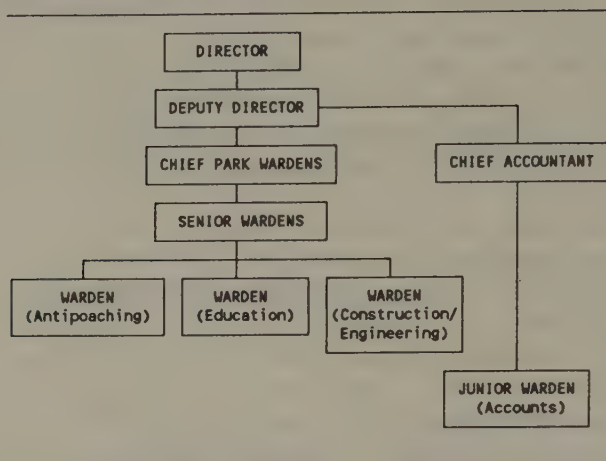 DIRECTOR
DEPUTY DIRECTOR
CHIEF PARK WARDENS
CHIEF ACCOUNTANT
SENIOR WARDENS
WARDEN
(Antipoaching)
WARDEN
(Education)
WARDEN
(Construction/
Engineering)
JUNIOR WARDEN
(Accounts)